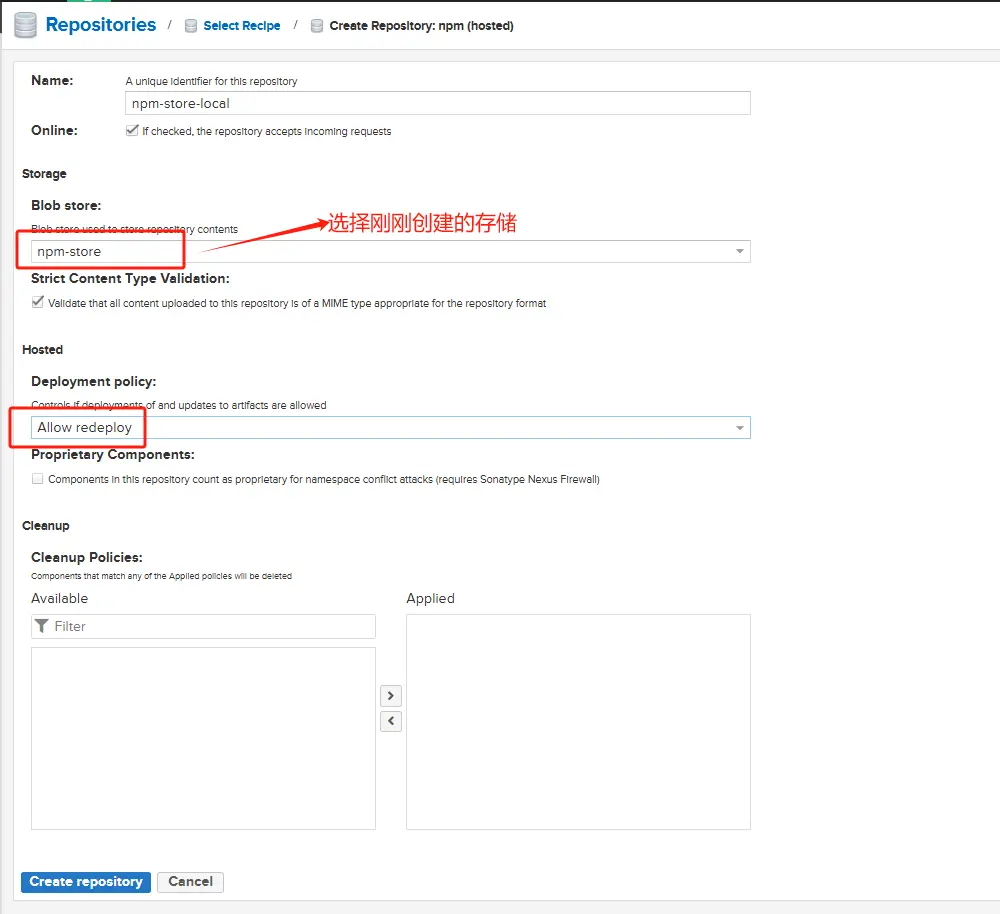 Repositories / Select Recipe / Create Repository: npm (hosted)
Name: A unique identifier for this repository
npm-store-local
Online: If checked, the repository accepts incoming requests
Storage
Blob store:
Blob store used to store repository contents
选择刚刚创建的存储
npm-store
Strict Content Type Validation:
Validate that all content uploaded to this repository is of a MIME type appropriate for the repository format
Hosted
Deployment policy:
Controls if deployments of and updates to artifacts are allowed
Allow redeploy
Proprietary Components:
Components in this repository count as proprietary for namespace conflict attacks (requires Sonatype Nexus Firewall)
Cleanup
Cleanup Policies:
Components that match any of the Applied policies will be deleted
Available Applied
Filter
Create repository Cancel